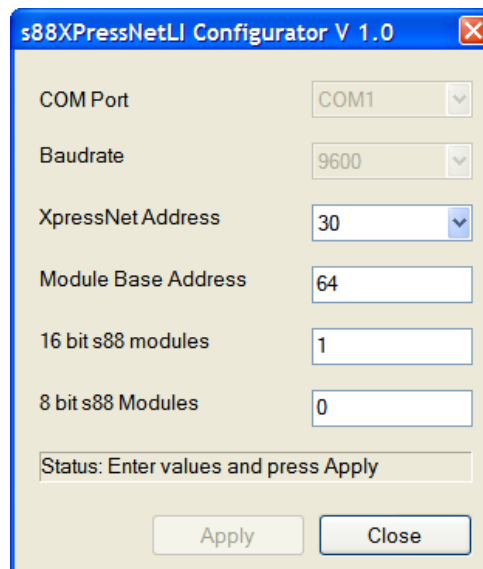 s88XPressNetLI Configurator V 1.0
COM Port COM1
Baudrate 9600
XpressNet Address 30
Module Base Address 64
16 bit s88 modules 1
8 bit s88 Modules 0
Status: Enter values and press Apply
Apply Close